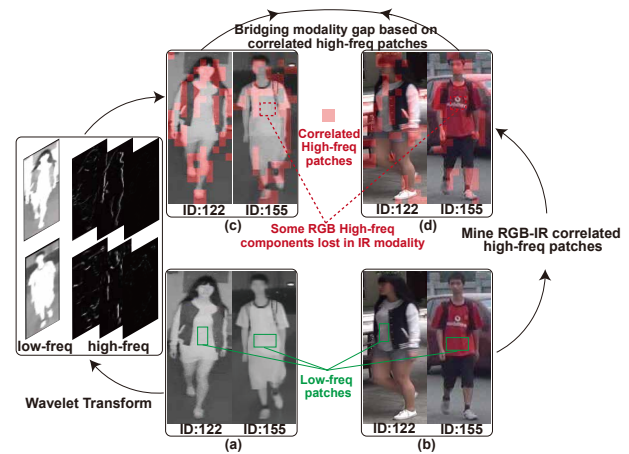 Bridging modality gap based on
correlated high-freq patches
ID:122 ID:155
(c)
Correlated
High-freq
patches
Some RGB High-freq
components lost in IR modality
ID:122 ID:155
(d)
Mine RGB-IR correlated
high-freq patches
low-freq high-freq
Wavelet Transform
ID:122 ID:155
(a)
Low-freq
patches
ID:122 ID:155
(b)